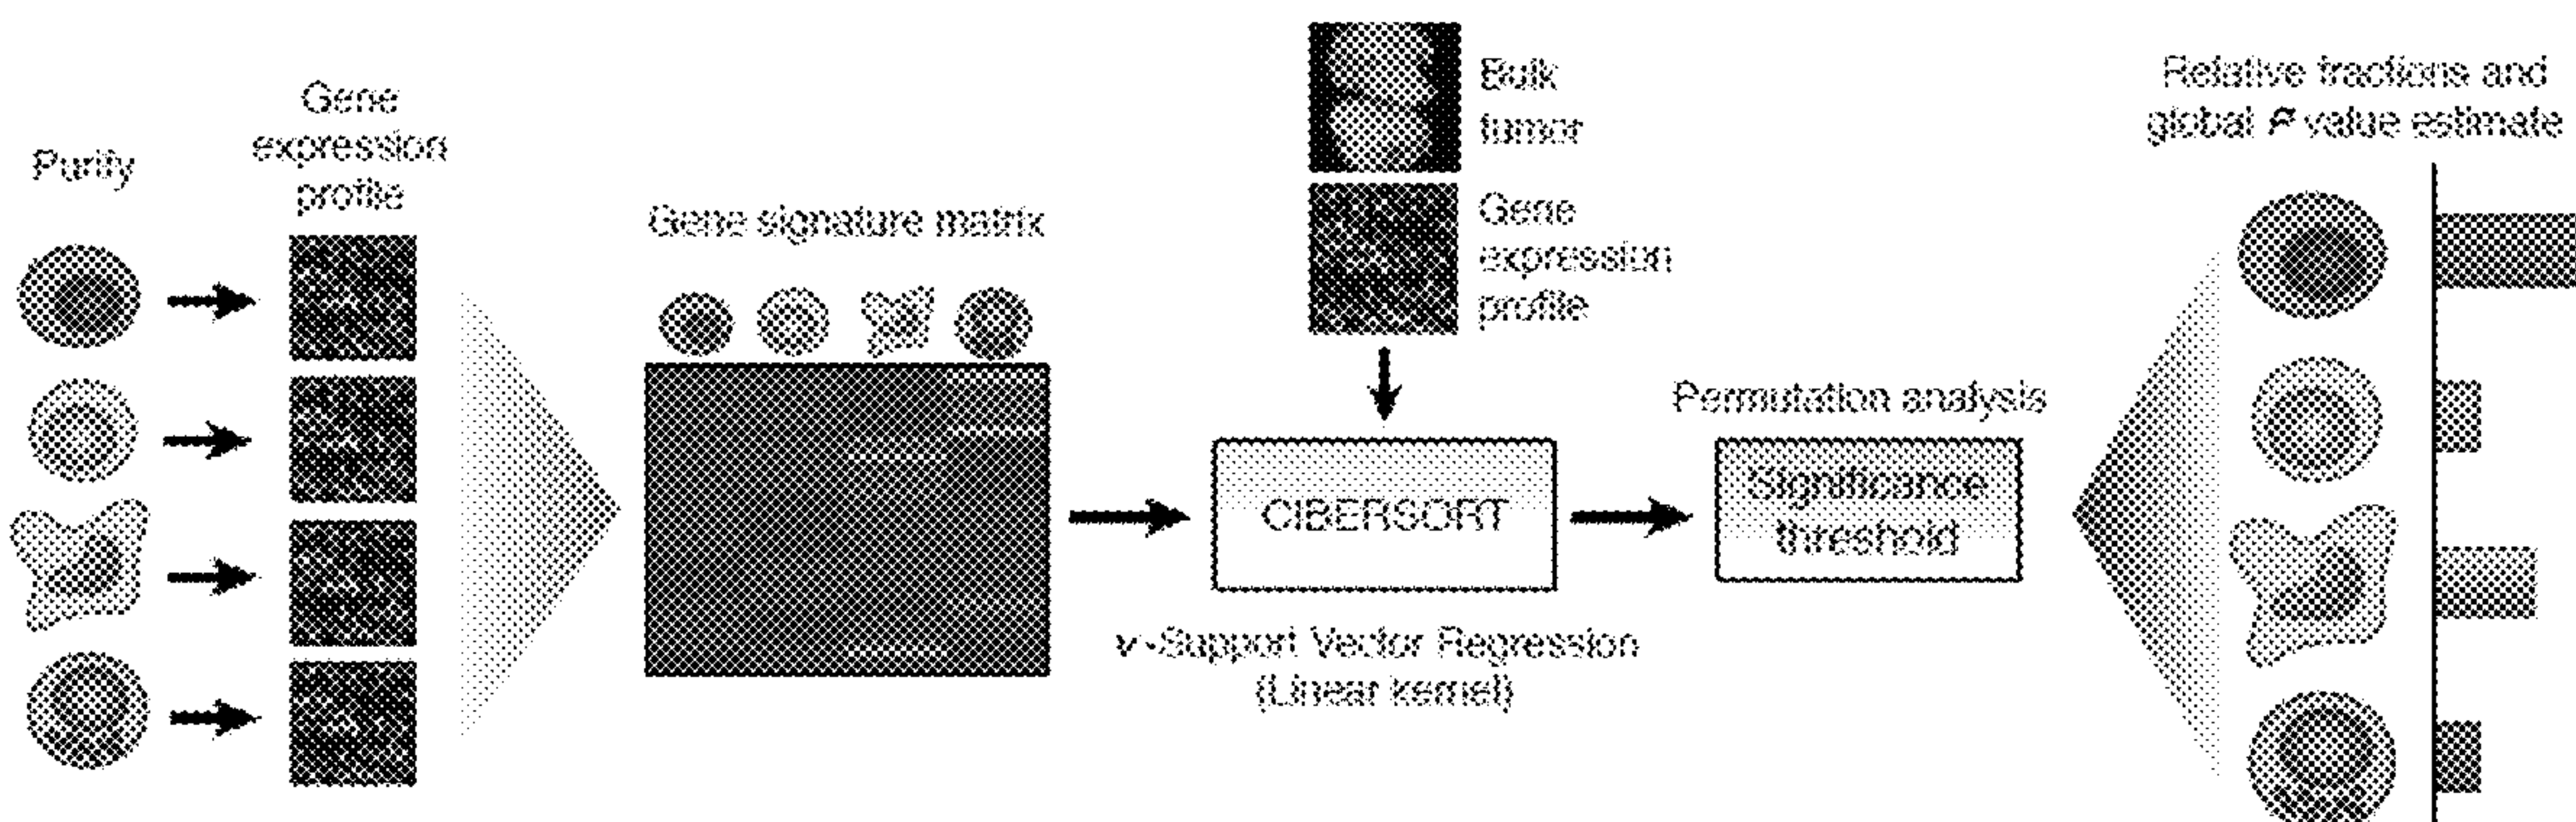 Purify
Gene
expression
profile
Gene signature matrix
Bulk
tumor
Gene
expression
profile
CIBERSORT
ν-Support Vector Regression
(Linear kernel)
Permutation analysis
Significance
threshold
Relative fractions and
global P value estimate